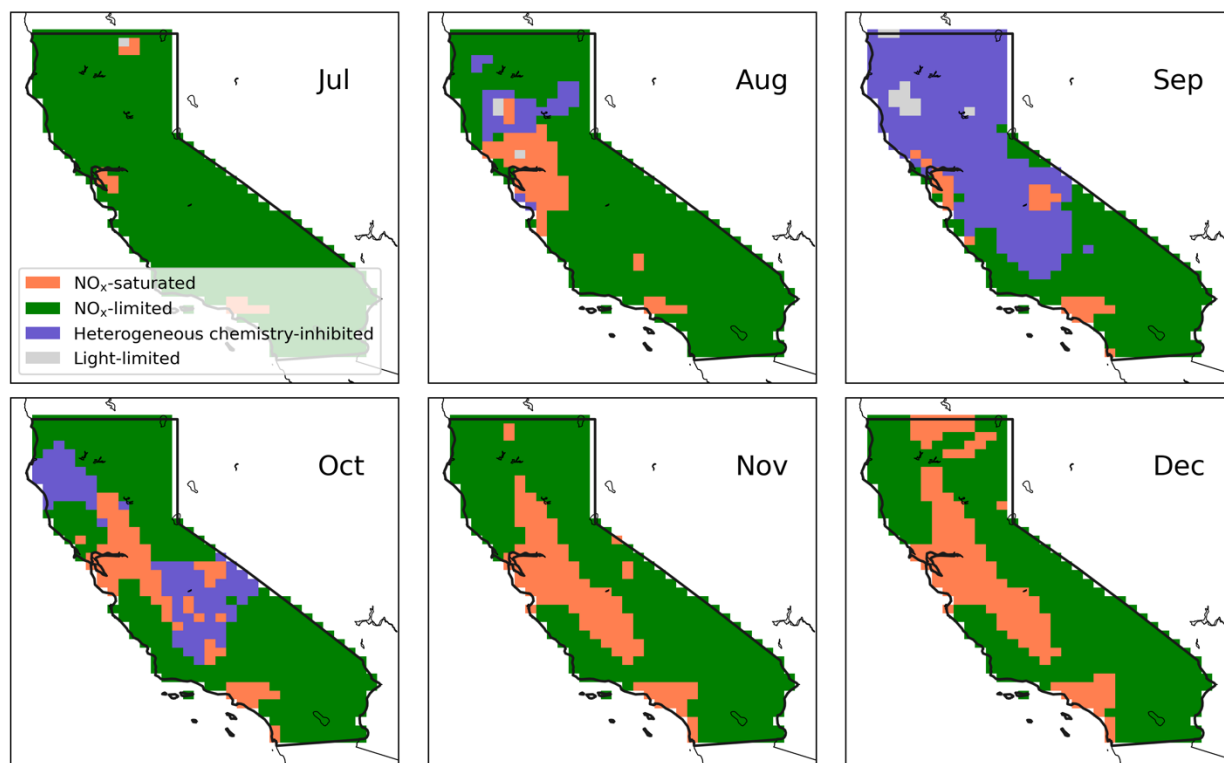 Jul
Aug
Sep
NOₓ-saturated
NOₓ-limited
Heterogeneous chemistry-inhibited
Light-limited
Oct
Nov
Dec